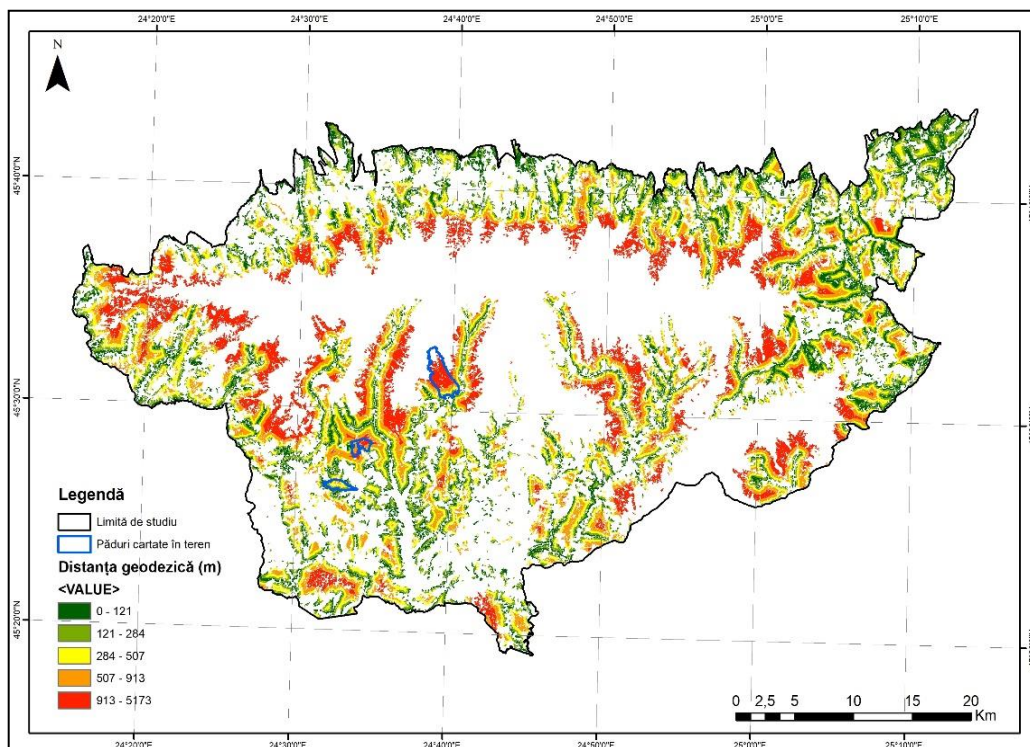 24°20'0"E 24°30'0"E 24°40'0"E 24°50'0"E 25°0'0"E 25°10'0"E
N
45°40'0"N
45°30'0"N
45°20'0"N
Legendă
Limită de studiu
Păduri cartate în teren
Distanța geodezică (m)
<VALUE>
0 - 121
121 - 284
284 - 507
507 - 913
913 - 5173
0 2,5 5 10 15 20
Km
24°20'0"E 24°30'0"E 24°40'0"E 24°50'0"E 25°0'0"E 25°10'0"E